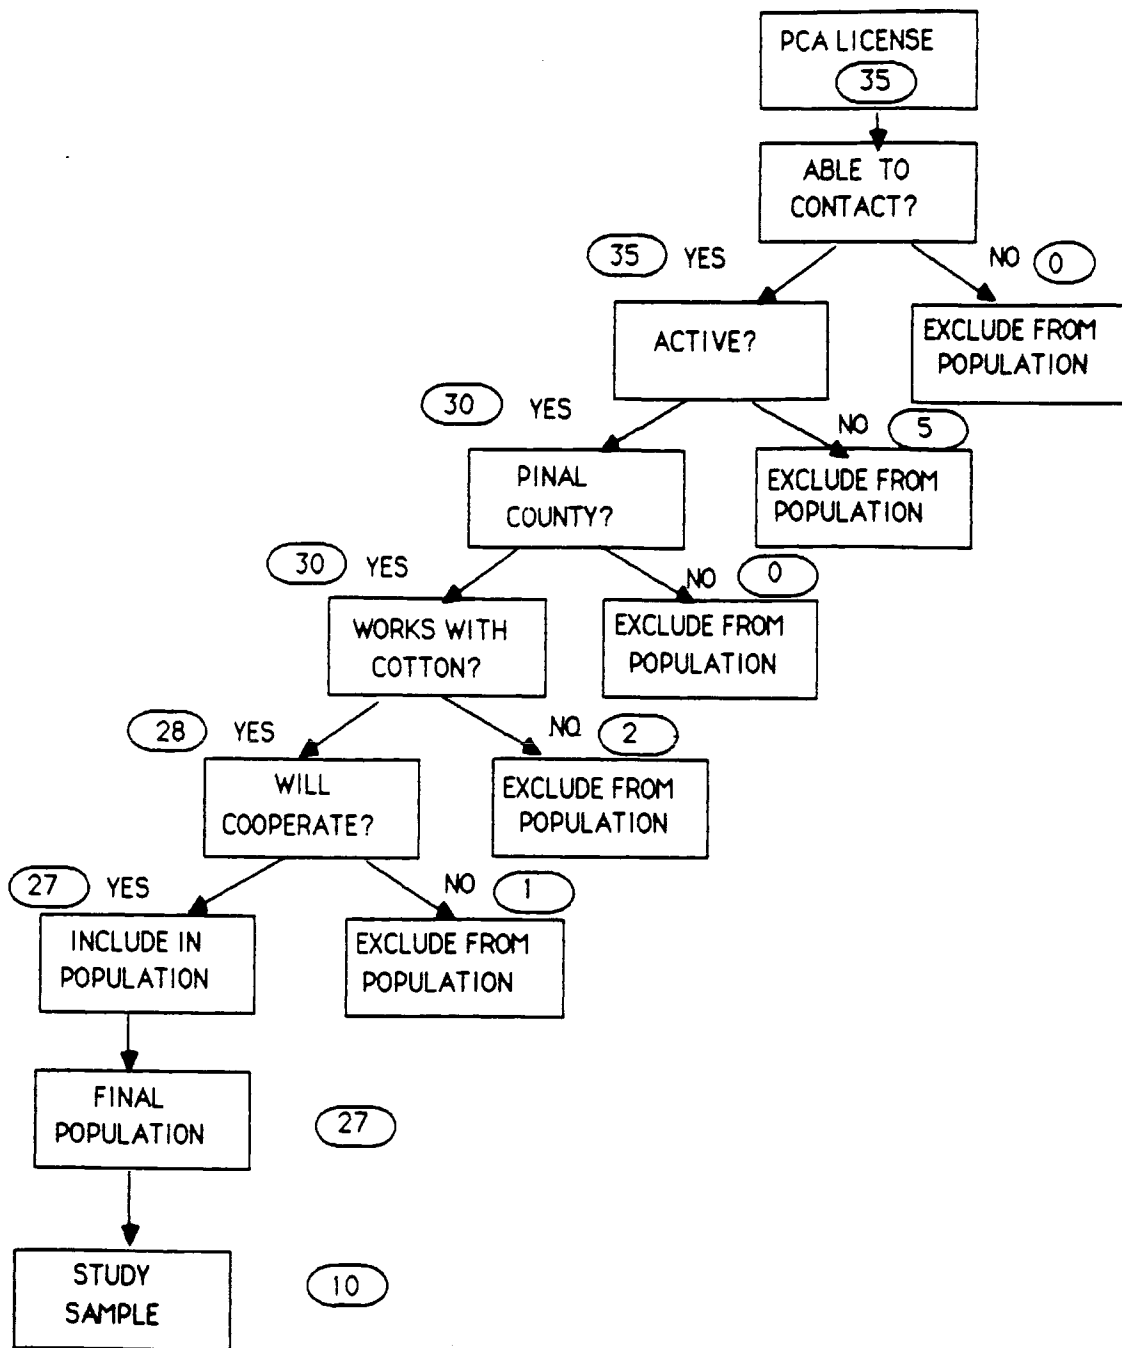 PCA LICENSE
35
ABLE TO
CONTACT?
35 YES
NO 0
ACTIVE?
EXCLUDE FROM
POPULATION
30 YES
NO 5
PINAL
COUNTY?
EXCLUDE FROM
POPULATION
30 YES
NO 0
WORKS WITH
COTTON?
EXCLUDE FROM
POPULATION
28 YES
NO 2
WILL
COOPERATE?
EXCLUDE FROM
POPULATION
27 YES
NO 1
INCLUDE IN
POPULATION
EXCLUDE FROM
POPULATION
FINAL
POPULATION
27
STUDY
SAMPLE
10